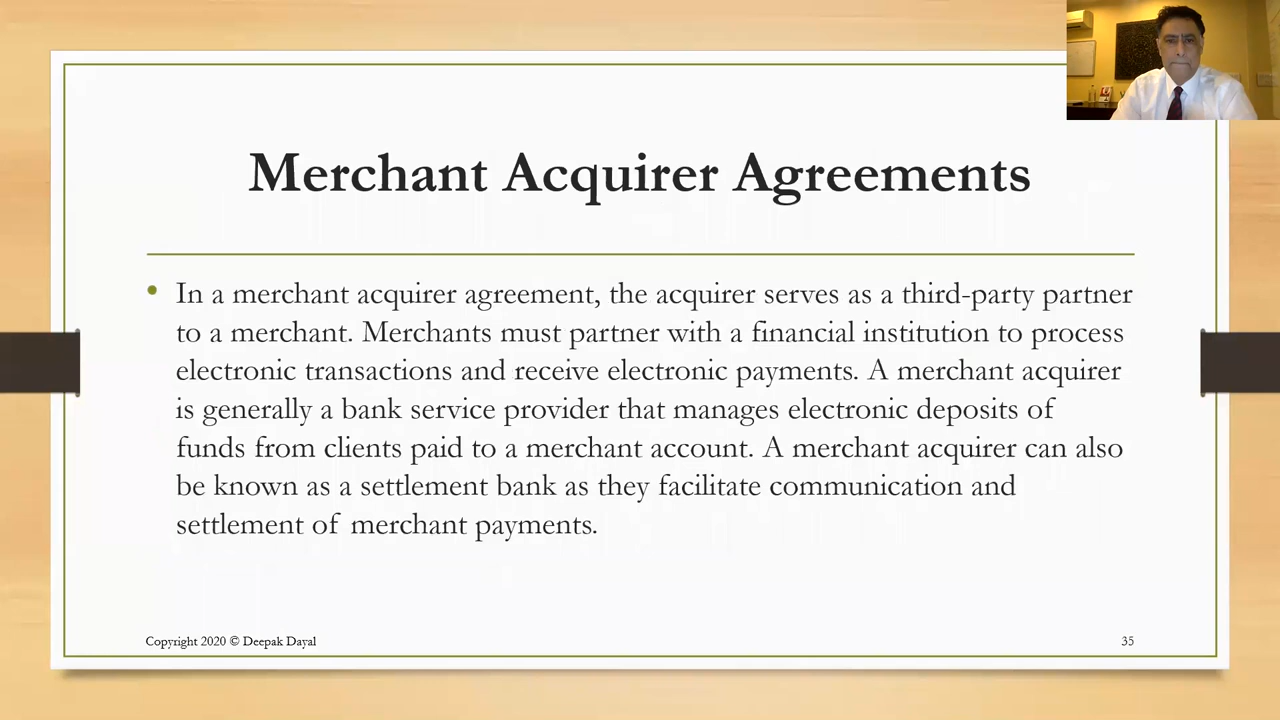 Merchant Acquirer Agreements
• In a merchant acquirer agreement, the acquirer serves as a third-party partner
to a merchant. Merchants must partner with a financial institution to process
electronic transactions and receive electronic payments. A merchant acquirer
is generally a bank service provider that manages electronic deposits of
funds from clients paid to a merchant account. A merchant acquirer can also
be known as a settlement bank as they facilitate communication and
settlement of merchant payments.
Copyright 2020 © Deepak Dayal
35